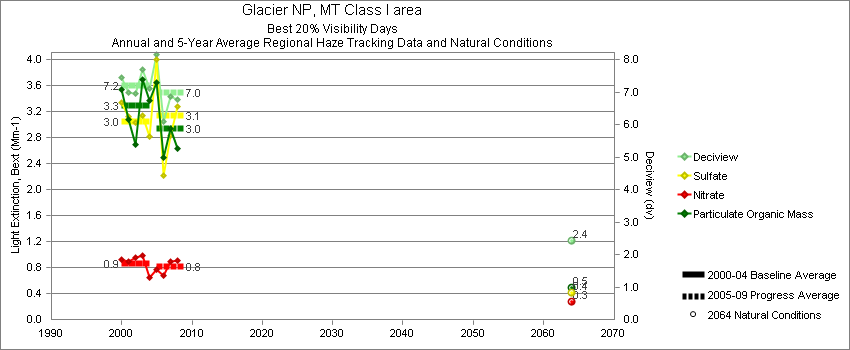 Glacier NP, MT Class I area
Best 20% Visibility Days
Annual and 5-Year Average Regional Haze Tracking Data and Natural Conditions
Light Extinction, Bext (Mm-1)
4.0
3.6
3.2
2.8
2.4
2.0
1.6
1.2
0.8
0.4
0.0
7.2
3.3
3.0
0.9
7.0
3.1
3.0
0.8
2.4
0.5
0.4
0.3
8.0
7.0
6.0
5.0
4.0
3.0
2.0
1.0
0.0
Deciview (dv)
1990 2000 2010 2020 2030 2040 2050 2060 2070
Deciview
Sulfate
Nitrate
Particulate Organic Mass
2000-04 Baseline Average
2005-09 Progress Average
2064 Natural Conditions